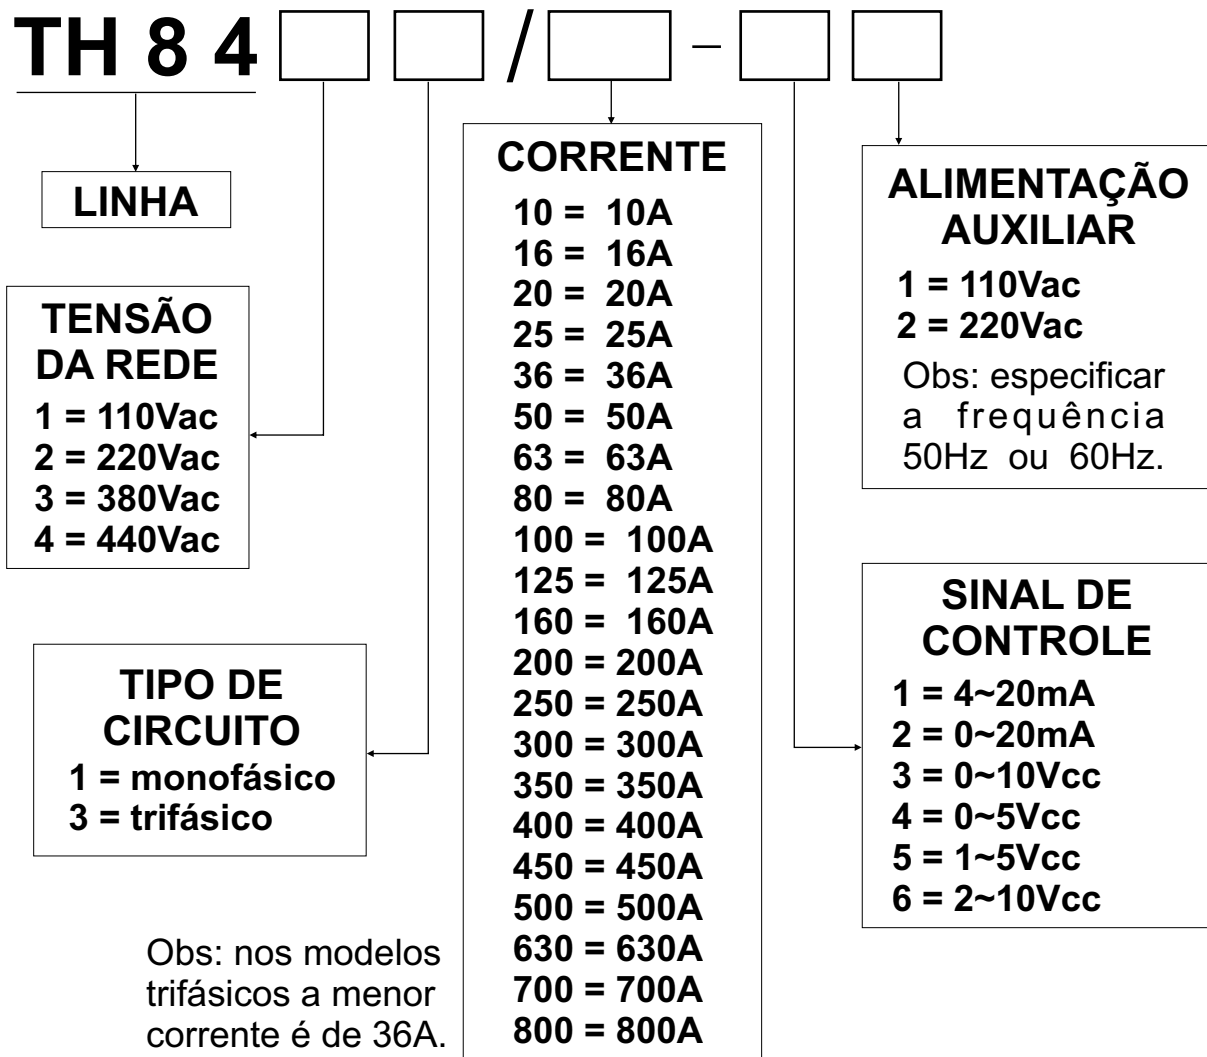 TH 8 4 / –
LINHA
TENSÃO
DA REDE
1 = 110Vac
2 = 220Vac
3 = 380Vac
4 = 440Vac
TIPO DE
CIRCUITO
1 = monofásico
3 = trifásico
Obs: nos modelos
trifásicos a menor
corrente é de 36A.
CORRENTE
10 = 10A
16 = 16A
20 = 20A
25 = 25A
36 = 36A
50 = 50A
63 = 63A
80 = 80A
100 = 100A
125 = 125A
160 = 160A
200 = 200A
250 = 250A
300 = 300A
350 = 350A
400 = 400A
450 = 450A
500 = 500A
630 = 630A
700 = 700A
800 = 800A
ALIMENTAÇÃO
AUXILIAR
1 = 110Vac
2 = 220Vac
Obs: especificar
a frequência
50Hz ou 60Hz.
SINAL DE
CONTROLE
1 = 4~20mA
2 = 0~20mA
3 = 0~10Vcc
4 = 0~5Vcc
5 = 1~5Vcc
6 = 2~10Vcc